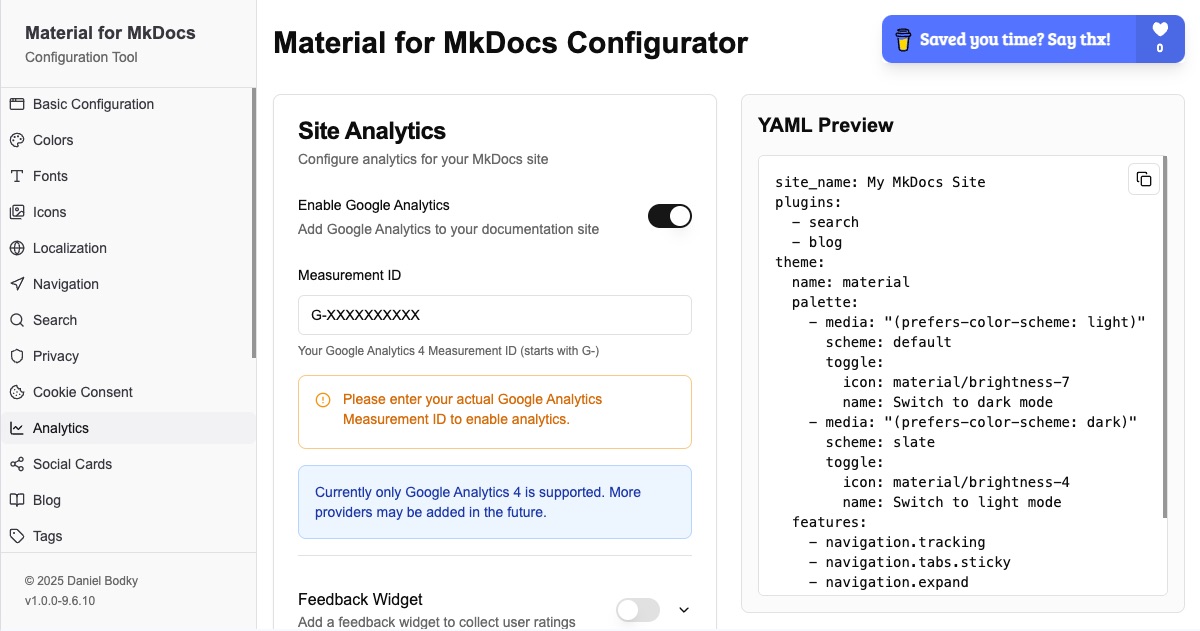 Material for MkDocs
Configuration Tool
Basic Configuration
Colors
Fonts
Icons
Localization
Navigation
Search
Privacy
Cookie Consent
Analytics
Social Cards
Blog
Tags
© 2025 Daniel Bodky
v1.0.0-9.6.10
Material for MkDocs Configurator
Saved you time? Say thx!
0
Site Analytics
Configure analytics for your MkDocs site
Enable Google Analytics
Add Google Analytics to your documentation site
Measurement ID
G-XXXXXXXXXX
Your Google Analytics 4 Measurement ID (starts with G-)
Please enter your actual Google Analytics
Measurement ID to enable analytics.
Currently only Google Analytics 4 is supported. More
providers may be added in the future.
Feedback Widget
Add a feedback widget to collect user ratings
YAML Preview
site_name: My MkDocs Site
plugins:
  - search
  - blog
theme:
  name: material
  palette:
    - media: "(prefers-color-scheme: light)"
      scheme: default
      toggle:
        icon: material/brightness-7
        name: Switch to dark mode
    - media: "(prefers-color-scheme: dark)"
      scheme: slate
      toggle:
        icon: material/brightness-4
        name: Switch to light mode
  features:
    - navigation.tracking
    - navigation.tabs.sticky
    - navigation.expand